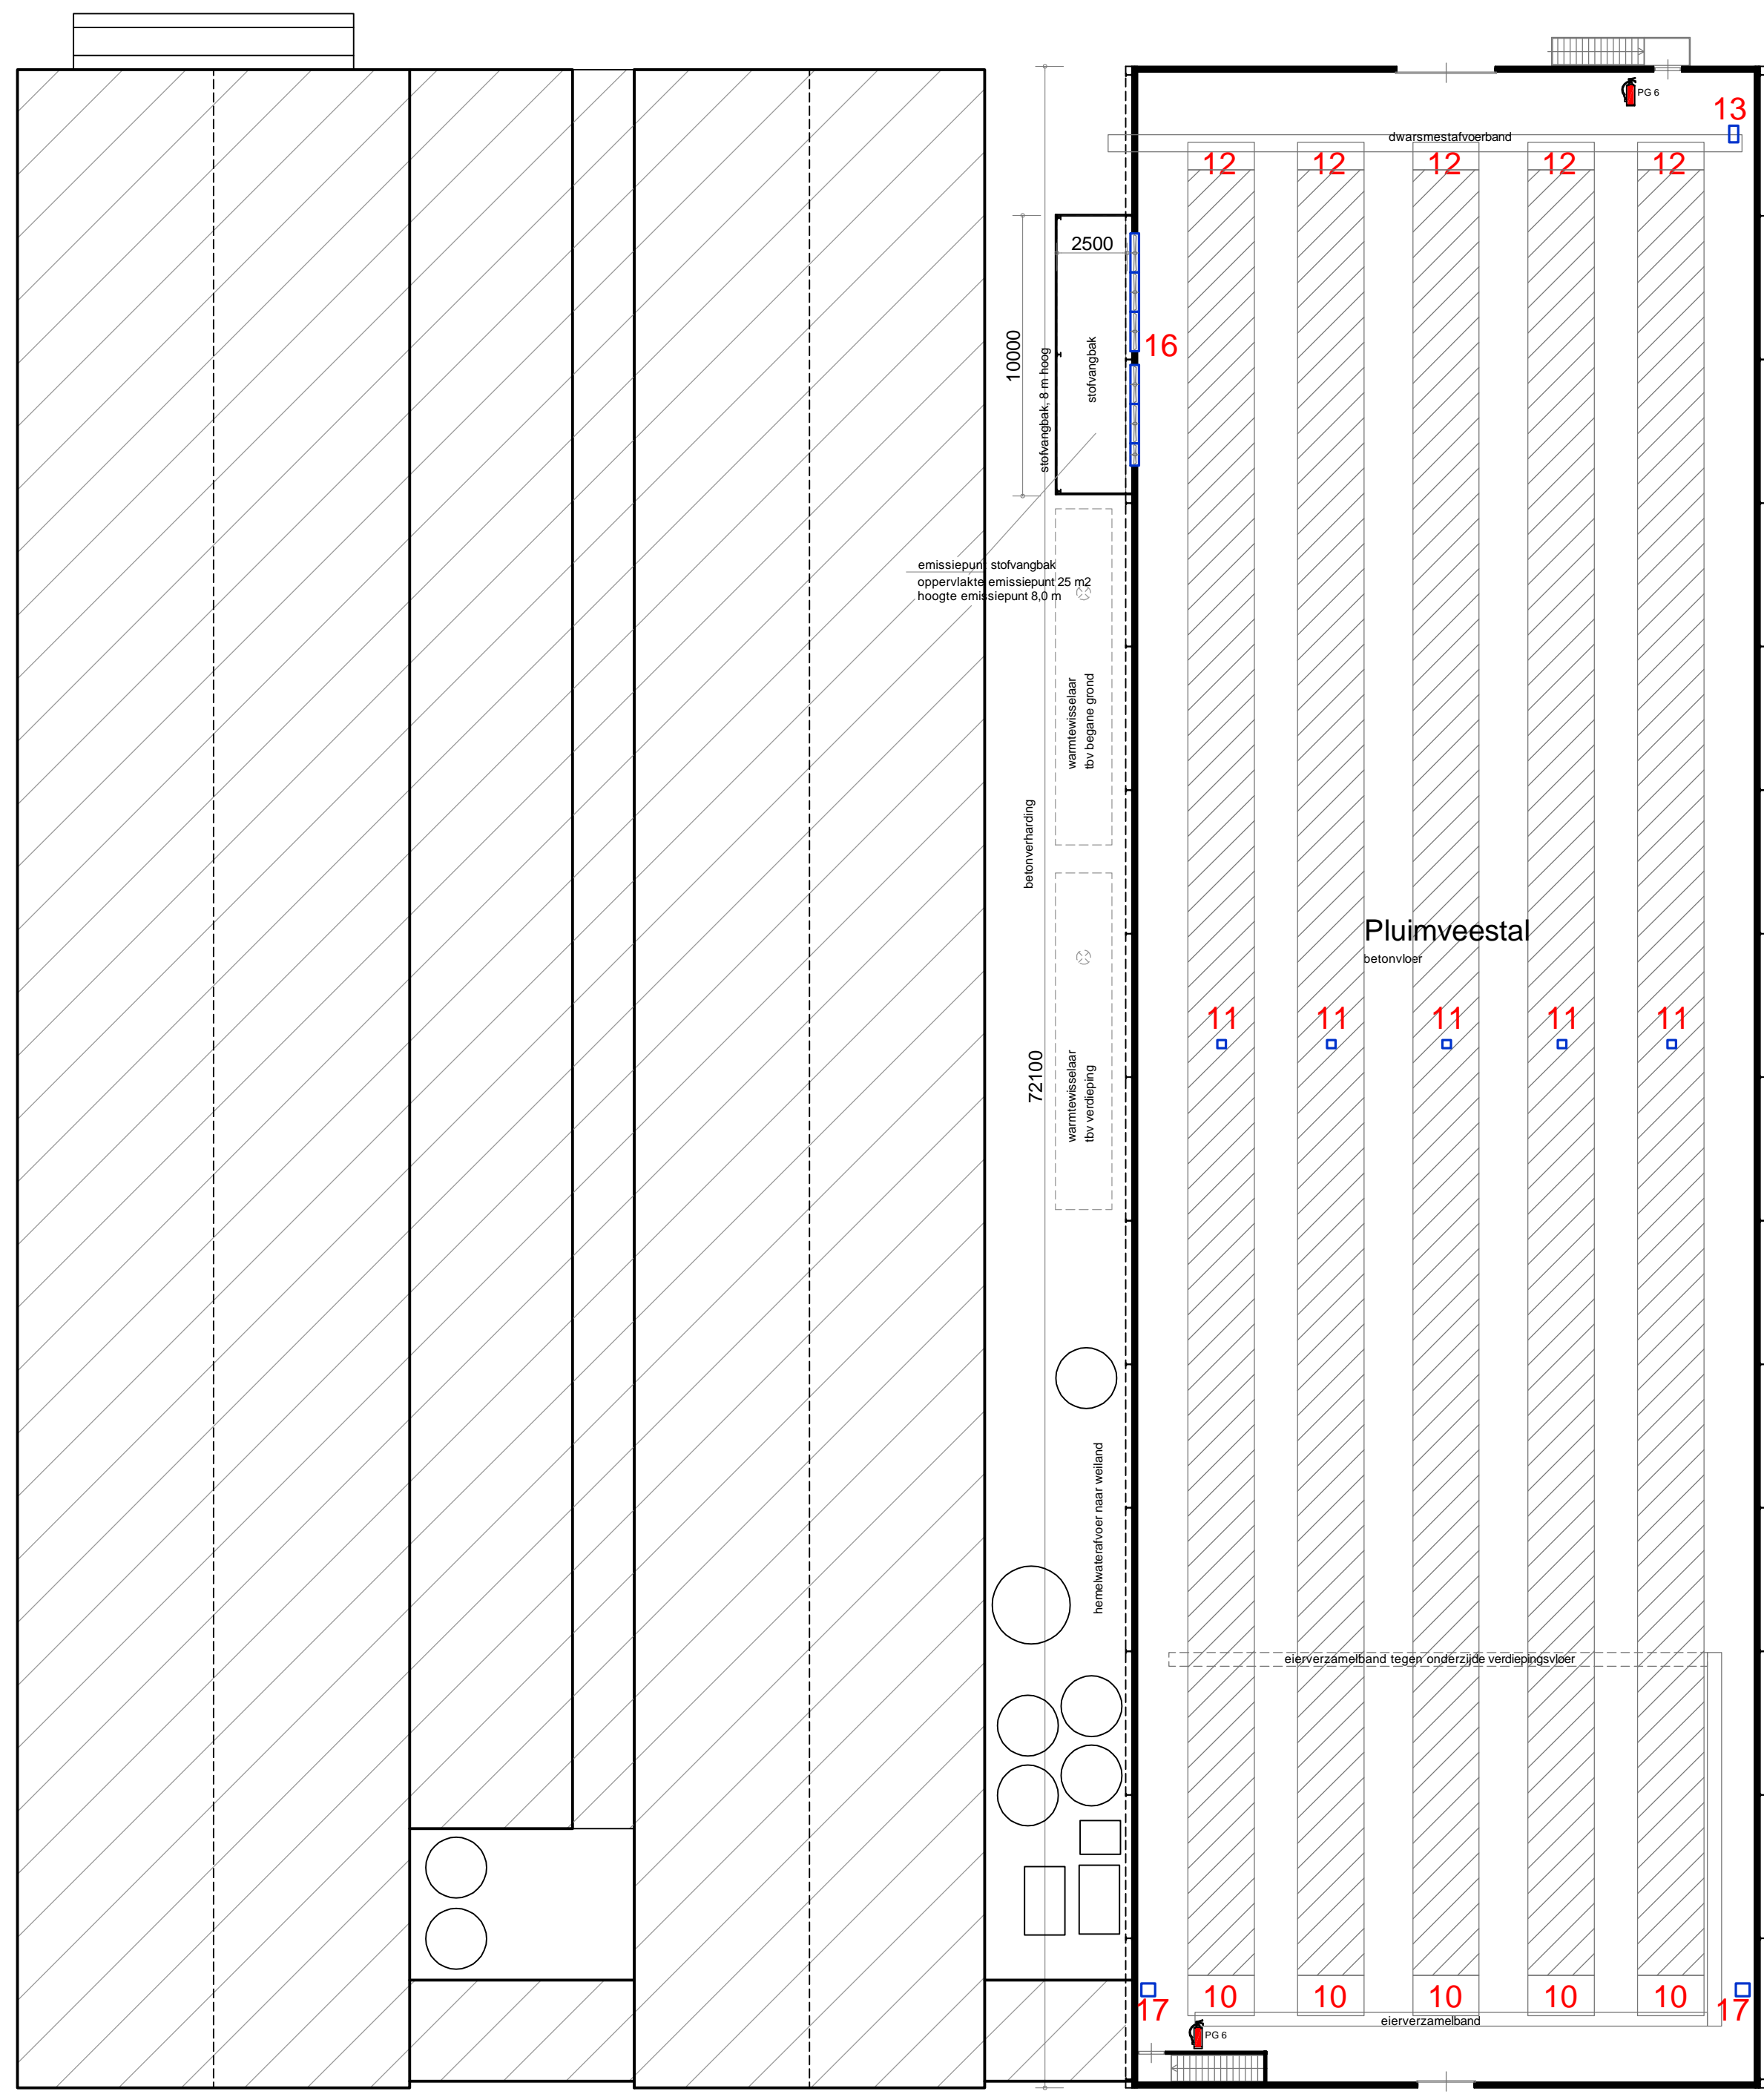 PG 6
13
dwarsmestafvoerband
12
12
12
12
12
2500
16
10000
stofvangbak, 8 m hoog
stofvangbak
emissiepunt stofvangbak
oppervlakte emissiepunt 25 m2
hoogte emissiepunt 8,0 m
warmtewisselaar
tbv begane grond
betonverharding
Pluimveestal
betonvloer
11
11
11
11
11
72100
warmtewisselaar
tbv verdieping
hemelwaterafvoer naar weiland
eierverzamelband tegen onderzijde verdiepingsvloer
17
10
10
10
10
10
17
eierverzamelband
PG 6